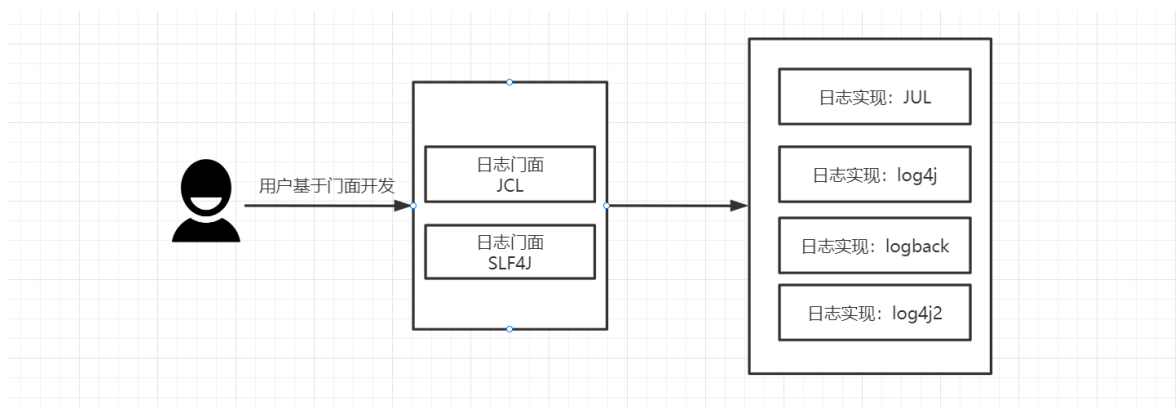 用户基于门面开发
日志门面
JCL
日志门面
SLF4J
日志实现：JUL
日志实现：log4j
日志实现：logback
日志实现：log4j2